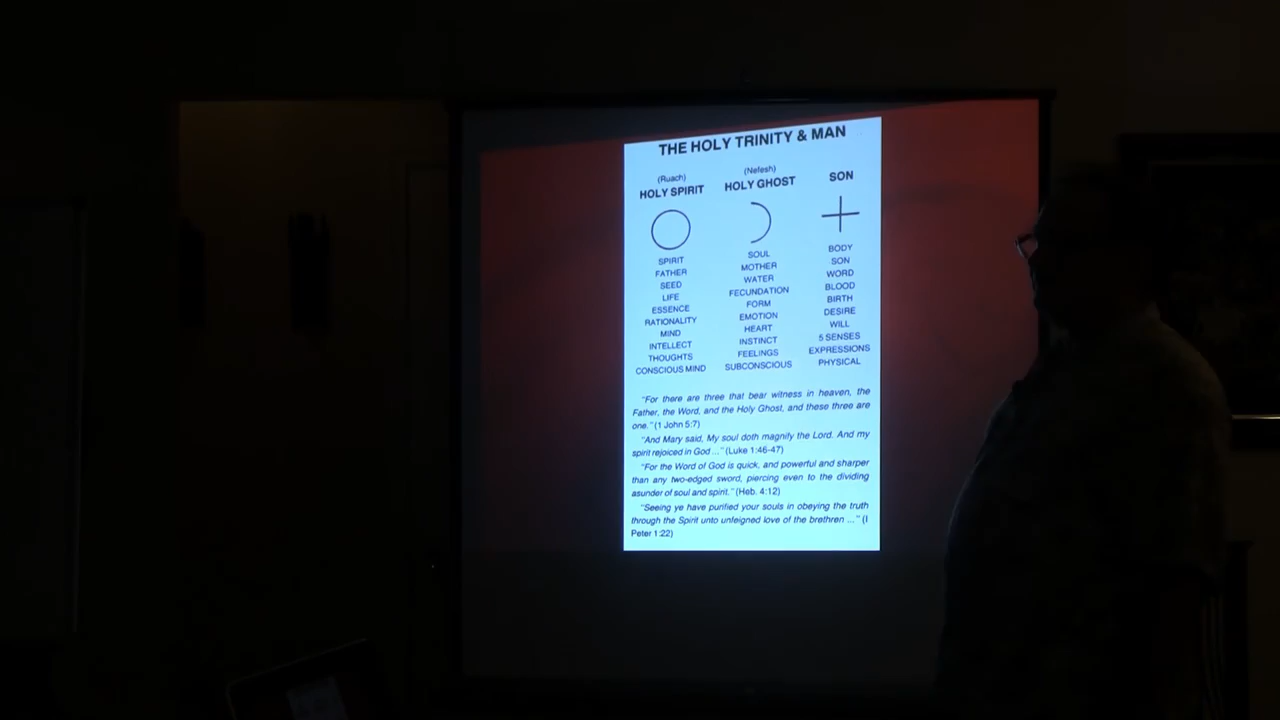 THE HOLY TRINITY & MAN
(Ruach)
HOLY SPIRIT
SPIRIT
FATHER
SEED
LIFE
ESSENCE
RATIONALITY
MIND
INTELLECT
THOUGHTS
CONSCIOUS MIND
(Nefesh)
HOLY GHOST
SOUL
MOTHER
WATER
FECUNDATION
FORM
EMOTION
HEART
INSTINCT
FEELINGS
SUBCONSCIOUS
SON
BODY
SON
WORD
BLOOD
BIRTH
DESIRE
WILL
5 SENSES
EXPRESSIONS
PHYSICAL
"For there are three that bear witness in heaven, the
Father, the Word, and the Holy Ghost, and these three are
one." (1 John 5:7)
"And Mary said, My soul doth magnify the Lord. And my
spirit rejoiced in God ..." (Luke 1:46-47)
"For the Word of God is quick, and powerful and sharper
than any two-edged sword, piercing even to the dividing
asunder of soul and spirit." (Heb. 4:12)
"Seeing ye have purified your souls in obeying the truth
through the Spirit unto unfeigned love of the brethren ..." (I
Peter 1:22)